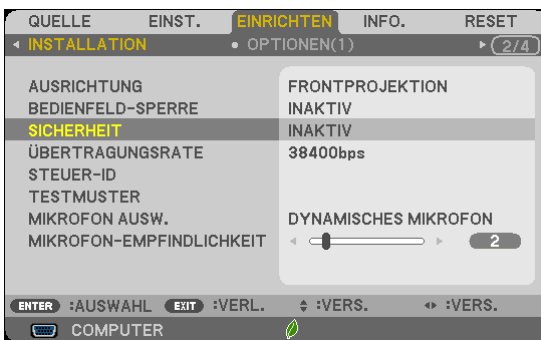 QUELLE EINST. EINRICHTEN INFO. RESET
INSTALLATION • OPTIONEN(1) 2/4
AUSRICHTUNG FRONTPROJEKTION
BEDIENFELD-SPERRE INAKTIV
SICHERHEIT INAKTIV
ÜBERTRAGUNGSRATE 38400bps
STEUER-ID
TESTMUSTER
MIKROFON AUSW. DYNAMISCHES MIKROFON
MIKROFON-EMPFINDLICHKEIT 2
ENTER :AUSWAHL EXIT :VERL. :VERS. :VERS.
COMPUTER